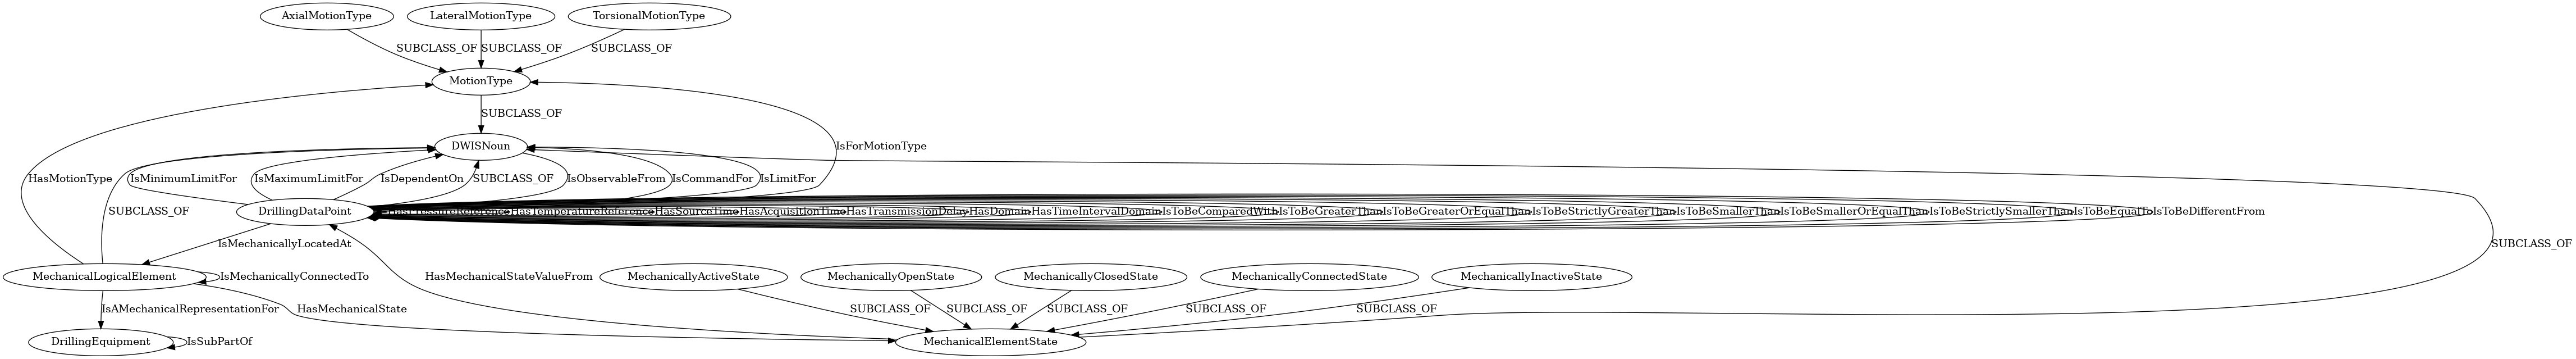 AxialMotionType
LateralMotionType
TorsionalMotionType
SUBCLASS_OF
SUBCLASS_OF
SUBCLASS_OF
MotionType
SUBCLASS_OF
DWISNoun
IsForMotionType
HasMotionType
IsMinimumLimitFor
IsMaximumLimitFor
IsDependentOn
SUBCLASS_OF
IsObservableFrom
IsCommandFor
IsLimitFor
SUBCLASS_OF
DrillingDataPoint
HasPressureReference
HasTemperatureReference
HasSourceTime
HasAcquisitionTime
HasTransmissionDelay
HasDomain
HasTimeIntervalDomain
IsToBeComparedWith
IsToBeGreaterThan
IsToBeGreaterOrEqualThan
IsToBeStrictlyGreaterThan
IsToBeSmallerThan
IsToBeSmallerOrEqualThan
IsToBeStrictlySmallerThan
IsToBeEqualTo
IsToBeDifferentFrom
IsMechanicallyLocatedAt
SUBCLASS_OF
MechanicalLogicalElement
IsMechanicallyConnectedTo
HasMechanicalStateValueFrom
MechanicallyActiveState
MechanicallyOpenState
MechanicallyClosedState
MechanicallyConnectedState
MechanicallyInactiveState
IsAMechanicalRepresentationFor
HasMechanicalState
SUBCLASS_OF
SUBCLASS_OF
SUBCLASS_OF
SUBCLASS_OF
SUBCLASS_OF
DrillingEquipment
IsSubPartOf
MechanicalElementState